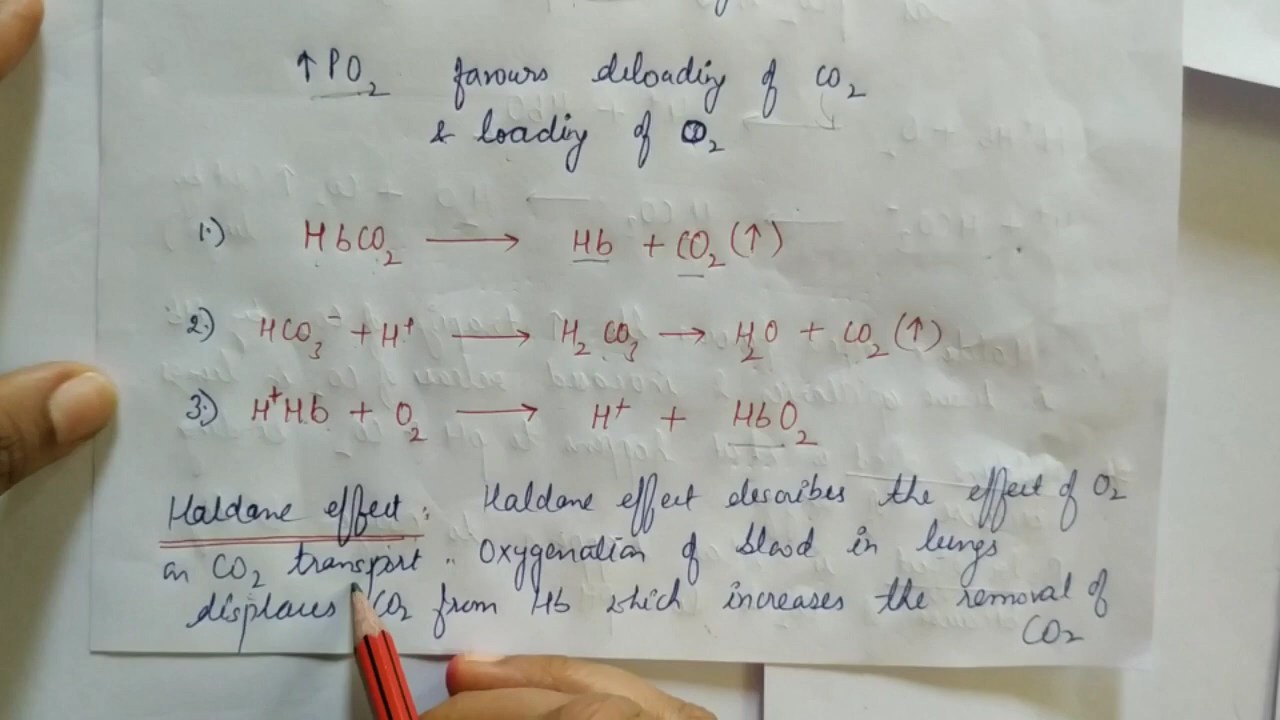 ↑PO₂ favours deloading of CO₂
& loading of O₂
1.) HbCO₂ → Hb + CO₂ (↑)
2.) HCO₃⁻ + H⁺ → H₂CO₃ → H₂O + CO₂ (↑)
3.) H⁺Hb + O₂ → H⁺ + HbO₂
Haldane effect : Haldane effect describes the effect of O₂
on CO₂ transport .. Oxygenation of blood in lungs
displaces CO₂ from Hb which increases the removal of
CO₂